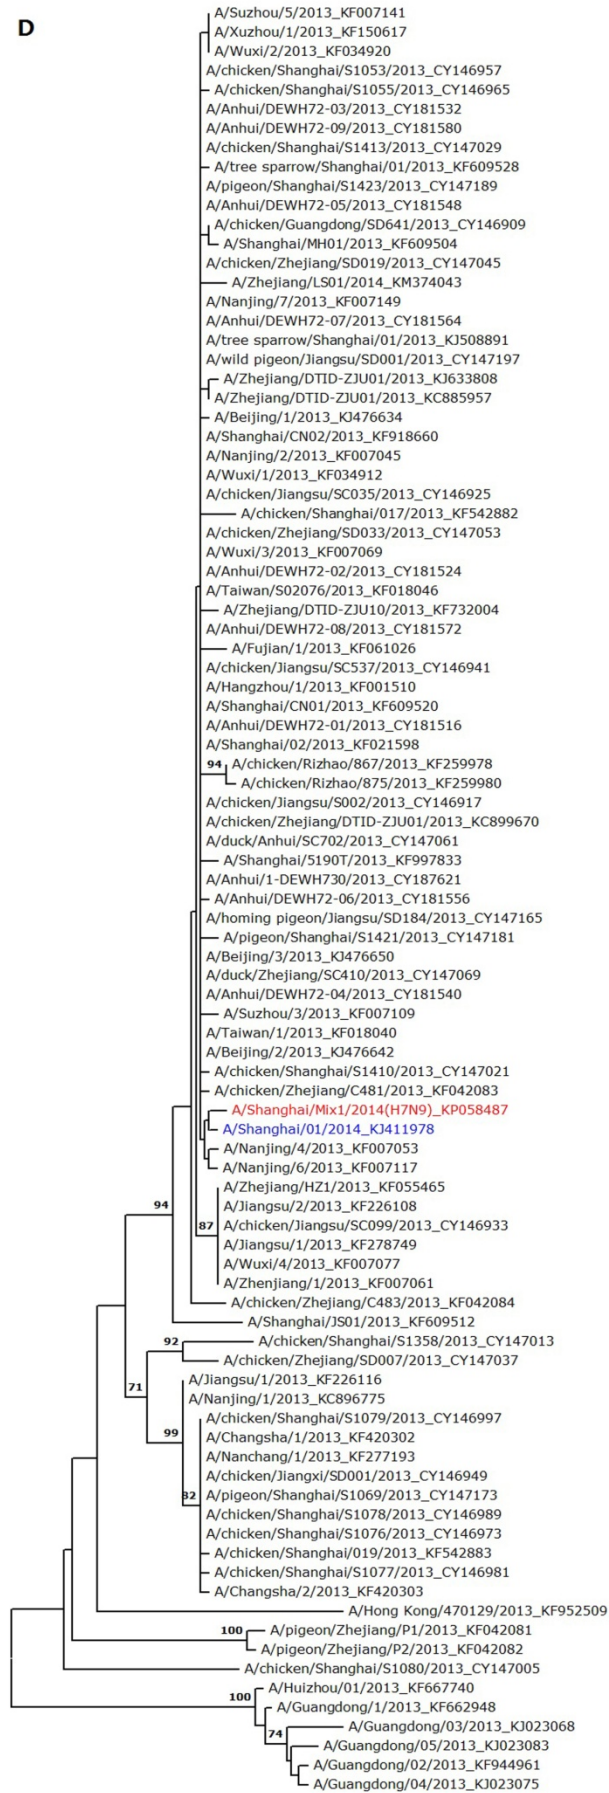 D
A/Suzhou/5/2013_KF007141
A/Xuzhou/1/2013_KF150617
A/Wuxi/2/2013_KF034920
A/chicken/Shanghai/S1053/2013_CY146957
A/chicken/Shanghai/S1055/2013_CY146965
A/Anhui/DEWH72-03/2013_CY181532
A/Anhui/DEWH72-09/2013_CY181580
A/chicken/Shanghai/S1413/2013_CY147029
A/tree sparrow/Shanghai/01/2013_KF609528
A/pigeon/Shanghai/S1423/2013_CY147189
A/Anhui/DEWH72-05/2013_CY181548
A/chicken/Guangdong/SD641/2013_CY146909
A/Shanghai/MH01/2013_KF609504
A/chicken/Zhejiang/SD019/2013_CY147045
A/Zhejiang/LS01/2014_KM374043
A/Nanjing/7/2013_KF007149
A/Anhui/DEWH72-07/2013_CY181564
A/tree sparrow/Shanghai/01/2013_KJ508891
A/wild pigeon/Jiangsu/SD001/2013_CY147197
A/Zhejiang/DTID-ZJU01/2013_KJ633808
A/Zhejiang/DTID-ZJU01/2013_KC885957
A/Beijing/1/2013_KJ476634
A/Shanghai/CN02/2013_KF918660
A/Nanjing/2/2013_KF007045
A/Wuxi/1/2013_KF034912
A/chicken/Jiangsu/SC035/2013_CY146925
A/chicken/Shanghai/017/2013_KF542882
A/chicken/Zhejiang/SD033/2013_CY147053
A/Wuxi/3/2013_KF007069
A/Anhui/DEWH72-02/2013_CY181524
A/Taiwan/S02076/2013_KF018046
A/Zhejiang/DTID-ZJU10/2013_KF732004
A/Anhui/DEWH72-08/2013_CY181572
A/Fujian/1/2013_KF061026
A/chicken/Jiangsu/SC537/2013_CY146941
A/Hangzhou/1/2013_KF001510
A/Shanghai/CN01/2013_KF609520
A/Anhui/DEWH72-01/2013_CY181516
A/Shanghai/02/2013_KF021598
94 A/chicken/Rizhao/867/2013_KF259978
A/chicken/Rizhao/875/2013_KF259980
A/chicken/Jiangsu/S002/2013_CY146917
A/chicken/Zhejiang/DTID-ZJU01/2013_KC899670
A/duck/Anhui/SC702/2013_CY147061
A/Shanghai/5190T/2013_KF997833
A/Anhui/1-DEWH730/2013_CY187621
A/Anhui/DEWH72-06/2013_CY181556
A/homing pigeon/Jiangsu/SD184/2013_CY147165
A/pigeon/Shanghai/S1421/2013_CY147181
A/Beijing/3/2013_KJ476650
A/duck/Zhejiang/SC410/2013_CY147069
A/Anhui/DEWH72-04/2013_CY181540
A/Suzhou/3/2013_KF007109
A/Taiwan/1/2013_KF018040
A/Beijing/2/2013_KJ476642
A/chicken/Shanghai/S1410/2013_CY147021
A/chicken/Zhejiang/C481/2013_KF042083
A/Shanghai/Mix1/2014(H7N9)_KP058487
A/Shanghai/01/2014_KJ411978
A/Nanjing/4/2013_KF007053
A/Nanjing/6/2013_KF007117
A/Zhejiang/HZ1/2013_KF055465
94 A/Jiangsu/2/2013_KF226108
87 A/chicken/Jiangsu/SC099/2013_CY146933
A/Jiangsu/1/2013_KF278749
A/Wuxi/4/2013_KF007077
A/Zhenjiang/1/2013_KF007061
A/chicken/Zhejiang/C483/2013_KF042084
A/Shanghai/JS01/2013_KF609512
92 A/chicken/Shanghai/S1358/2013_CY147013
A/chicken/Zhejiang/SD007/2013_CY147037
71 A/Jiangsu/1/2013_KF226116
A/Nanjing/1/2013_KC896775
A/chicken/Shanghai/S1079/2013_CY146997
99 A/Changsha/1/2013_KF420302
A/Nanchang/1/2013_KF277193
A/chicken/Jiangxi/SD001/2013_CY146949
82 A/pigeon/Shanghai/S1069/2013_CY147173
A/chicken/Shanghai/S1078/2013_CY146989
A/chicken/Shanghai/S1076/2013_CY146973
A/chicken/Shanghai/019/2013_KF542883
A/chicken/Shanghai/S1077/2013_CY146981
A/Changsha/2/2013_KF420303
A/Hong Kong/470129/2013_KF952509
100 A/pigeon/Zhejiang/P1/2013_KF042081
A/pigeon/Zhejiang/P2/2013_KF042082
A/chicken/Shanghai/S1080/2013_CY147005
100 A/Huizhou/01/2013_KF667740
A/Guangdong/1/2013_KF662948
74 A/Guangdong/03/2013_KJ023068
A/Guangdong/05/2013_KJ023083
A/Guangdong/02/2013_KF944961
A/Guangdong/04/2013_KJ023075